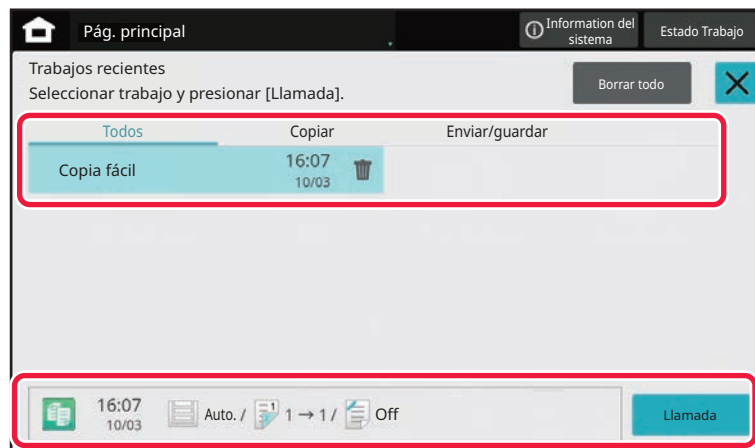 Pág. principal
Information del
sistema
Estado Trabajo
Trabajos recientes
Seleccionar trabajo y presionar [Llamada].
Borrar todo
Todos Copiar Enviar/guardar
Copia fácil 16:07
10/03
16:07
10/03
Auto. / 1 1 → 1 / Off
Llamada